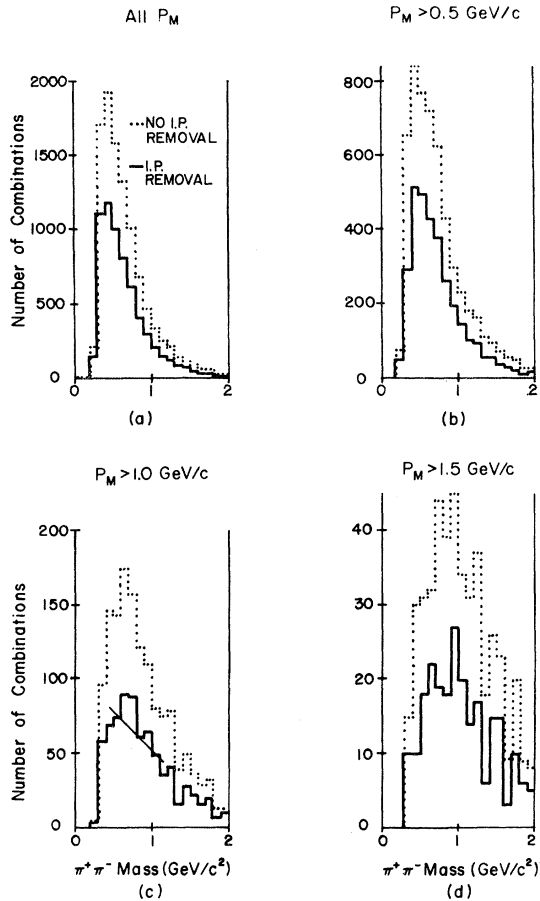 All P_M
P_M > 0.5 GeV/c
Number of Combinations
2000
1500
1000
500
0
NO I.P. REMOVAL
I.P. REMOVAL
0
1
2
(a)
800
600
400
200
0
0
1
.2
(b)
P_M > 1.0 GeV/c
P_M > 1.5 GeV/c
Number of Combinations
200
150
100
50
0
0
1
2
π⁺π⁻ Mass (GeV/c²)
(c)
40
30
20
10
0
0
1
2
π⁺π⁻ Mass (GeV/c²)
(d)